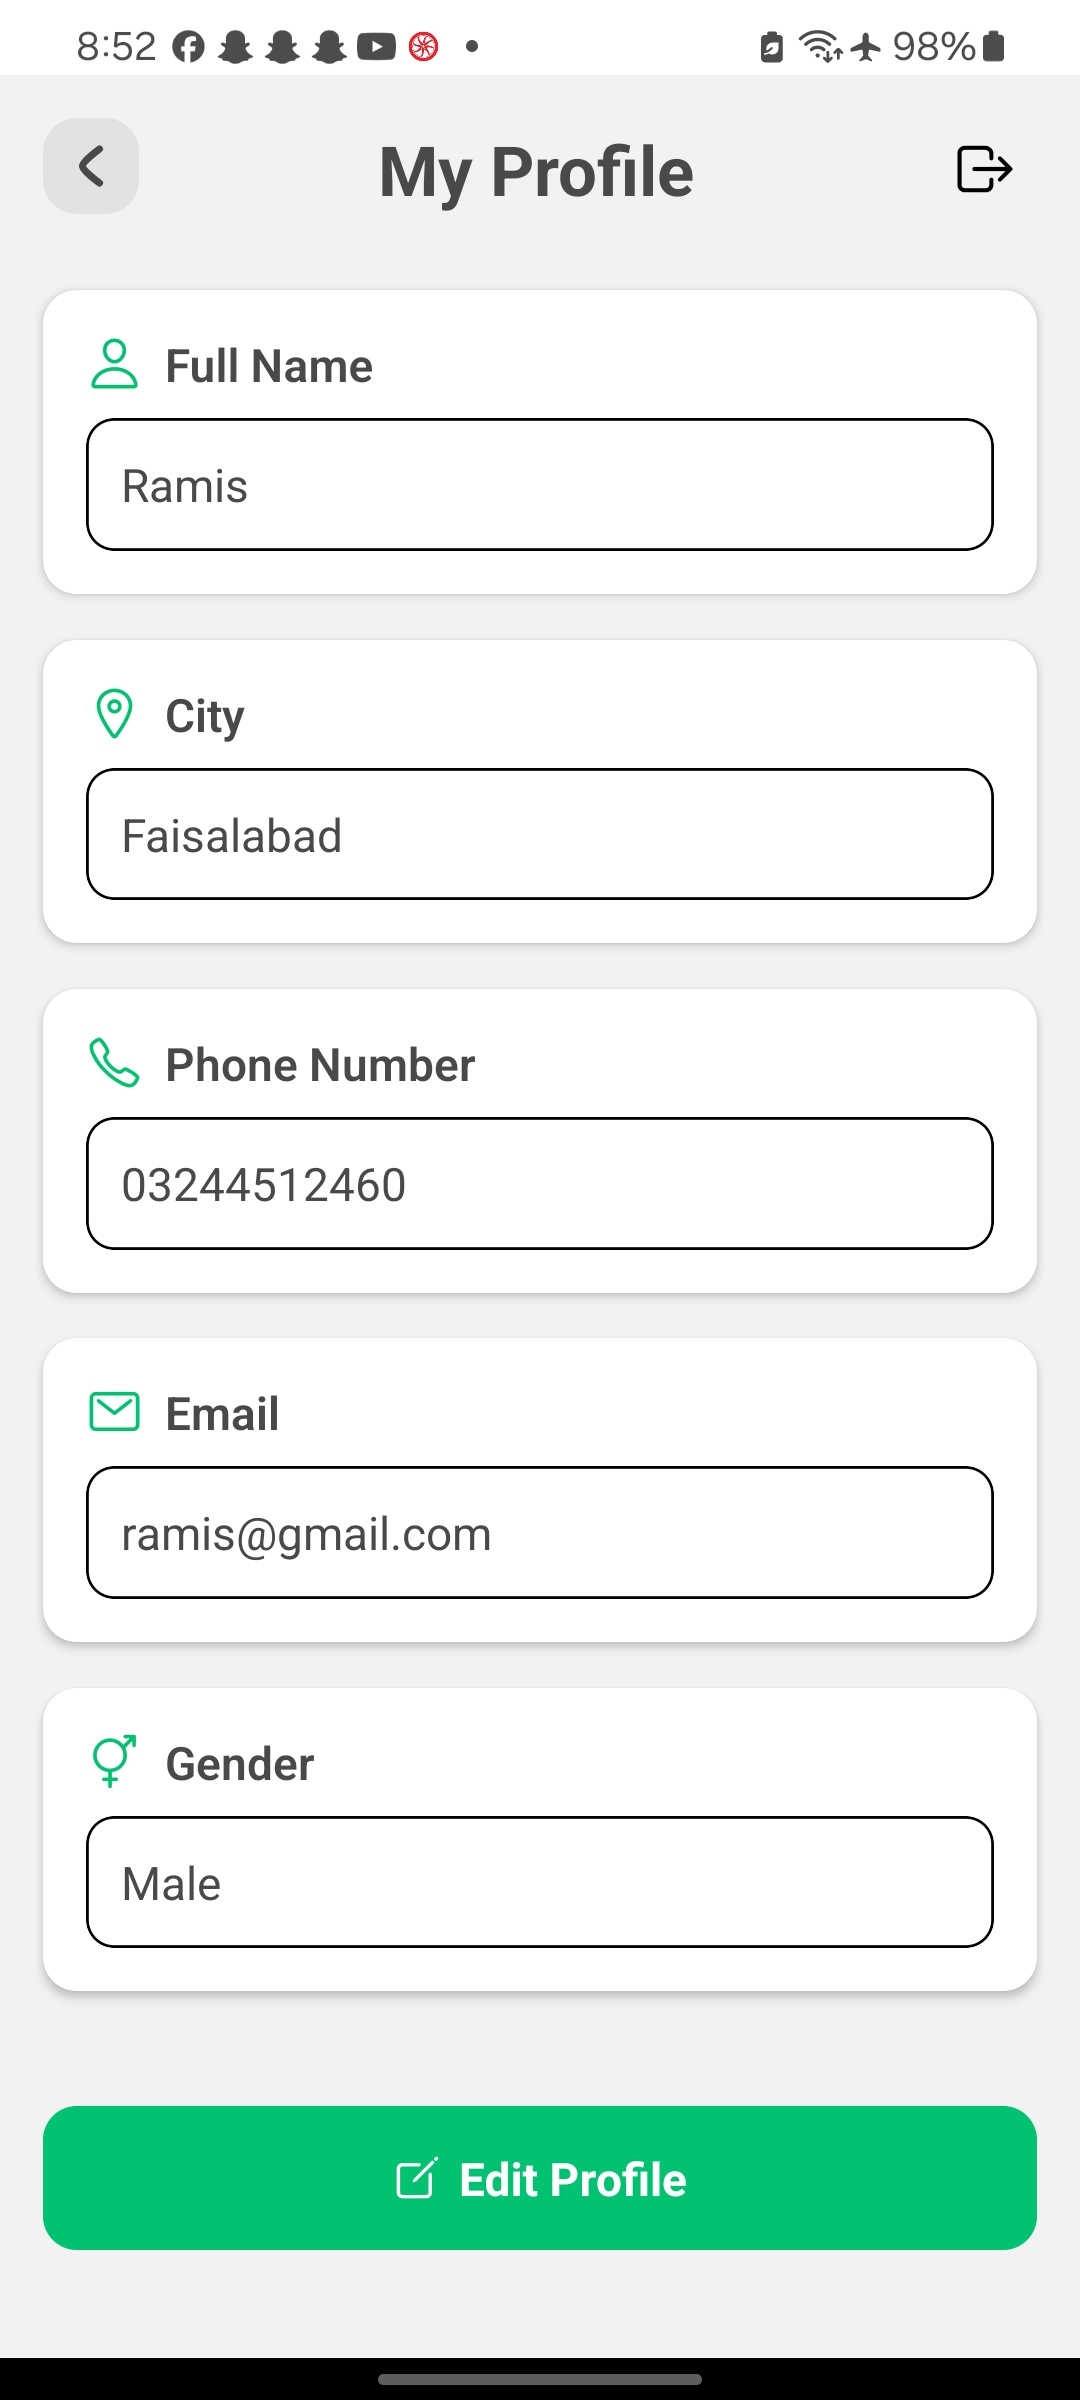 8:52 98%
My Profile
Full Name
Ramis
City
Faisalabad
Phone Number
03244512460
Email
ramis@gmail.com
Gender
Male
Edit Profile